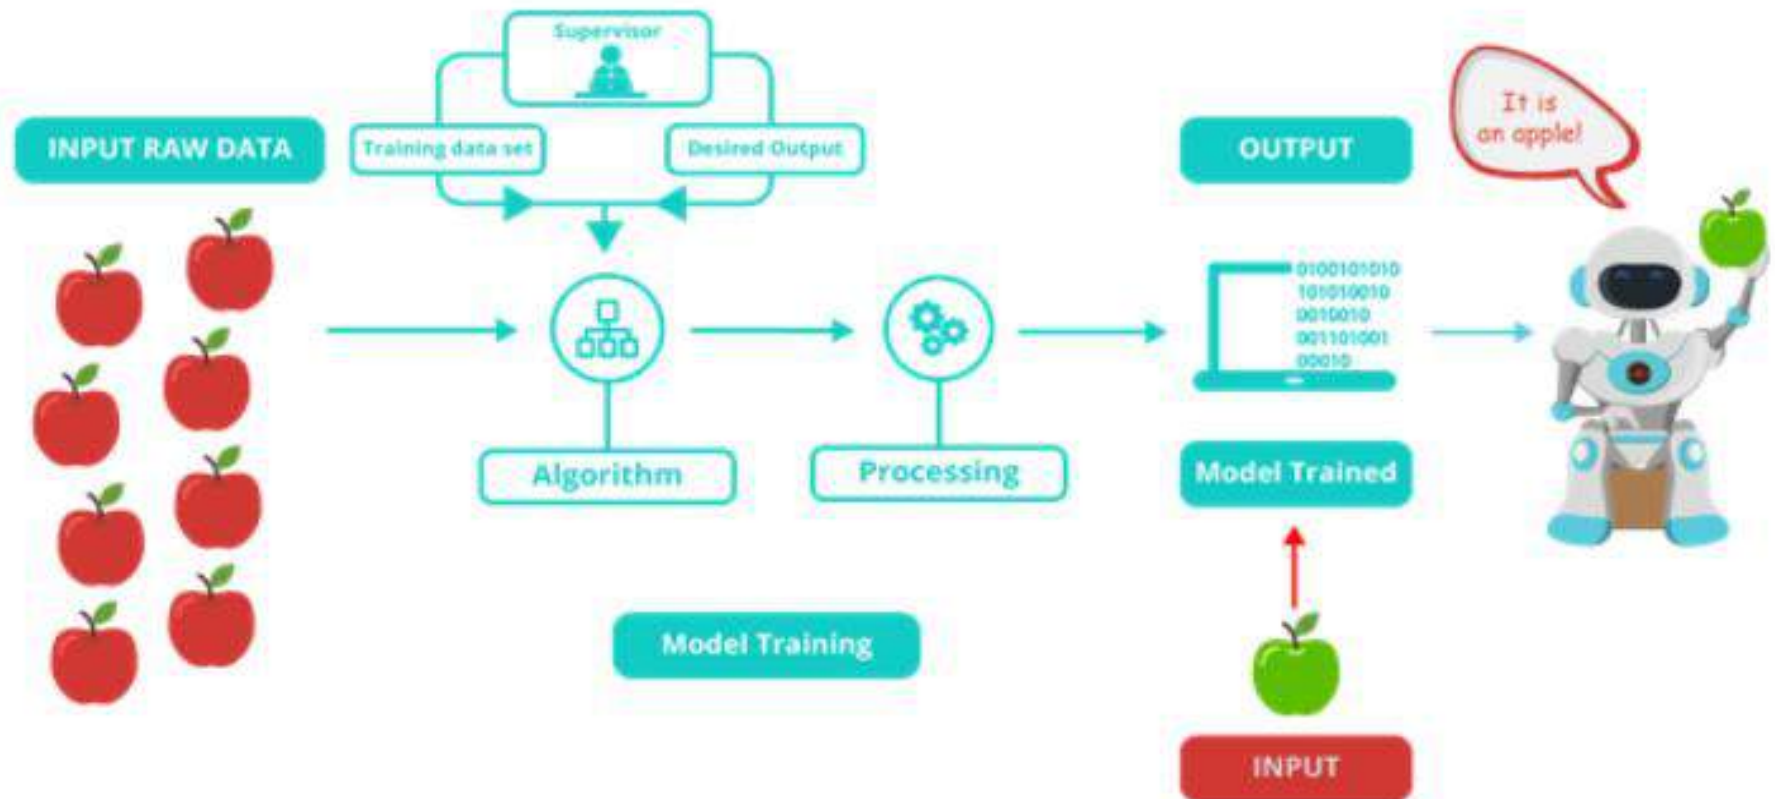 Supervisor
INPUT RAW DATA
Training data set
Desired Output
OUTPUT
It is
an apple!
0100101010
101010010
0010010
001101001
00010
Algorithm
Processing
Model Trained
Model Training
INPUT